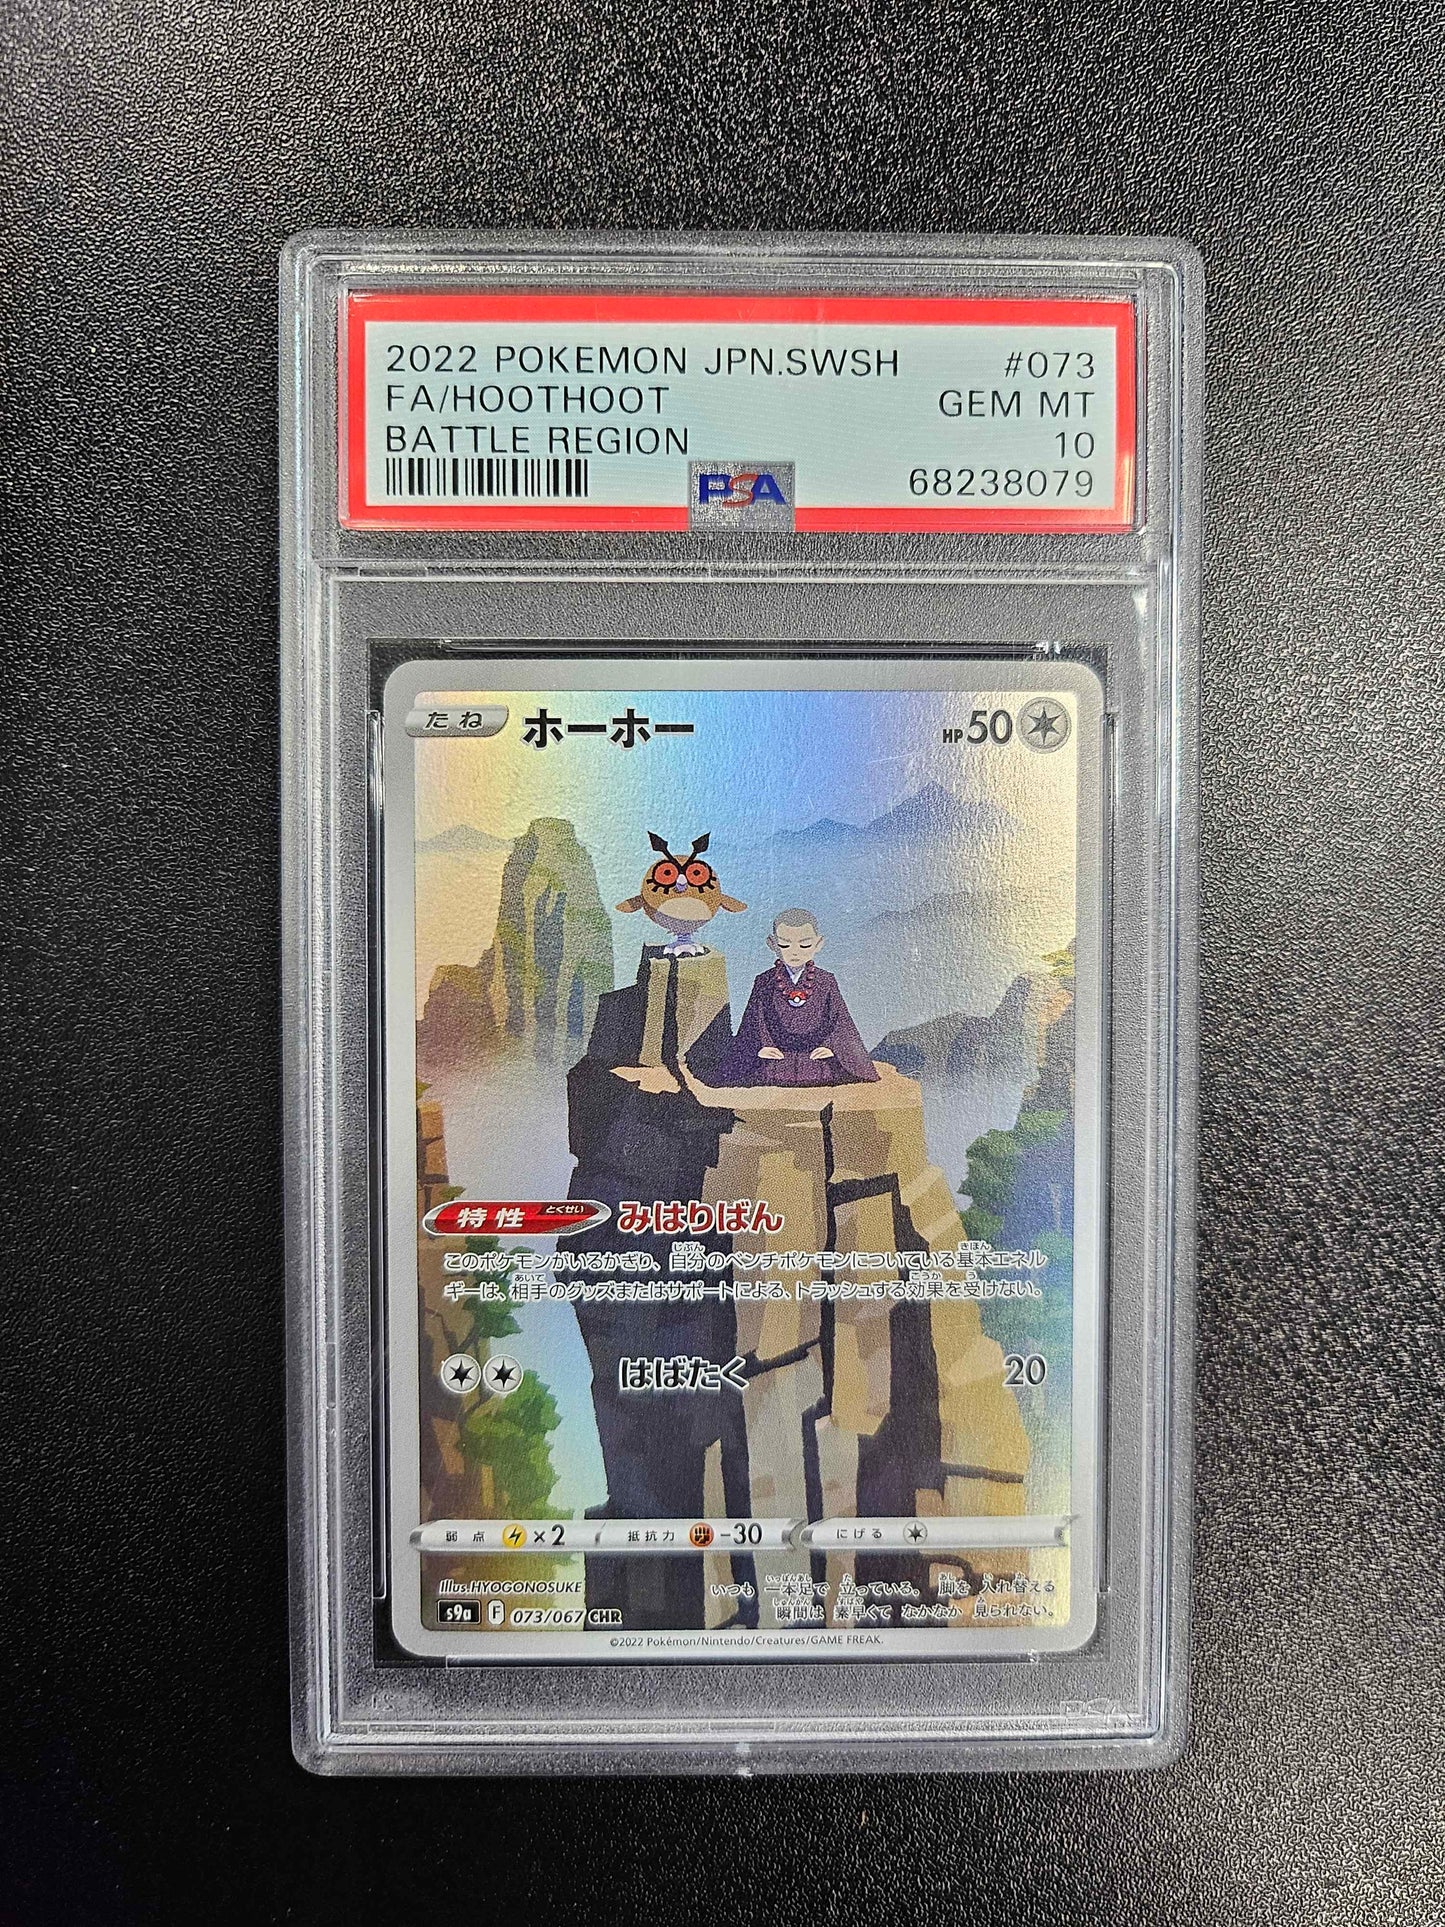 2022 POKEMON JPN.SWSH #073
FA/HOOTHOOT GEM MT
BATTLE REGION 10
PSA 68238079
たね ホーホー HP50
特性 とくせい みはりばん
このポケモンがいるかぎり、自分のベンチポケモンについている基本エネル
ギーは、相手のグッズまたはサポートによる、トラッシュする効果を受けない。
はばたく 20
弱点 ×2 抵抗力 -30 にげる
Illus.HYOGONOSUKE
いつも 一本足で 立っている。 脚を 入れ替える
瞬間は 素早くて なかなか 見られない。
s9a F 073/067 CHR
©2022 Pokémon/Nintendo/Creatures/GAME FREAK.